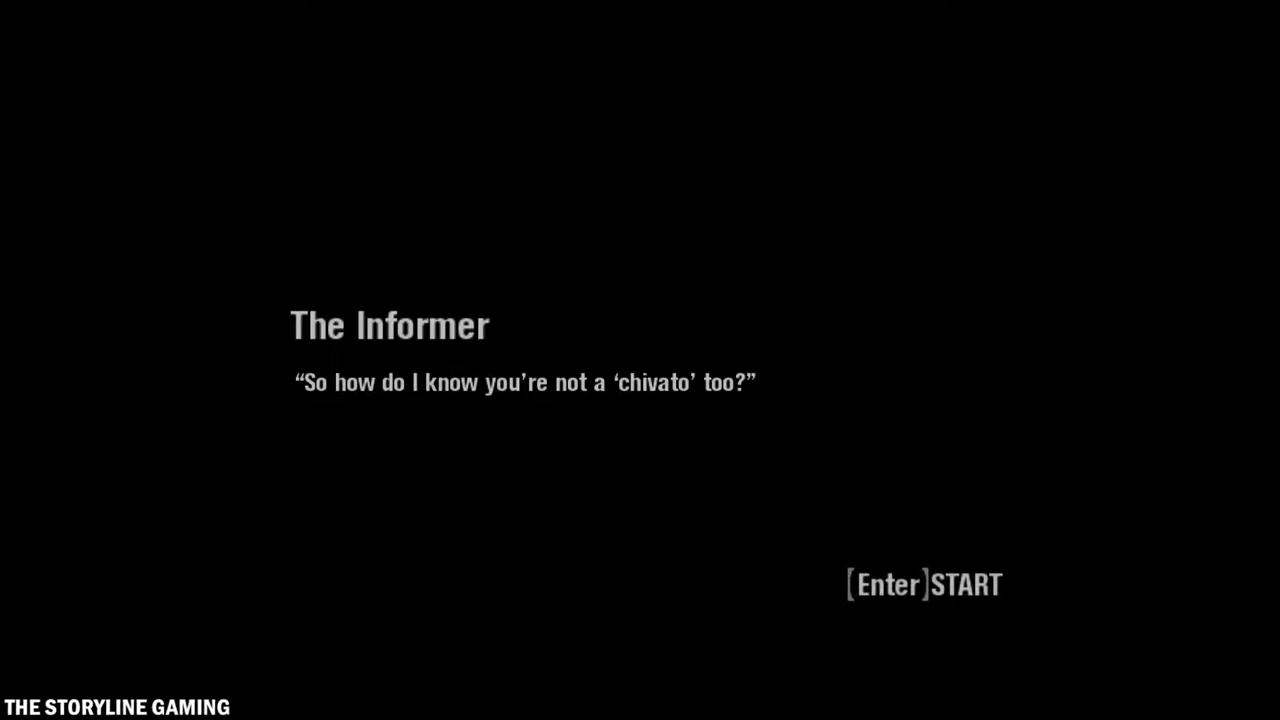 The Informer
“So how do I know you’re not a ‘chivato’ too?”
[Enter]START
THE STORYLINE GAMING